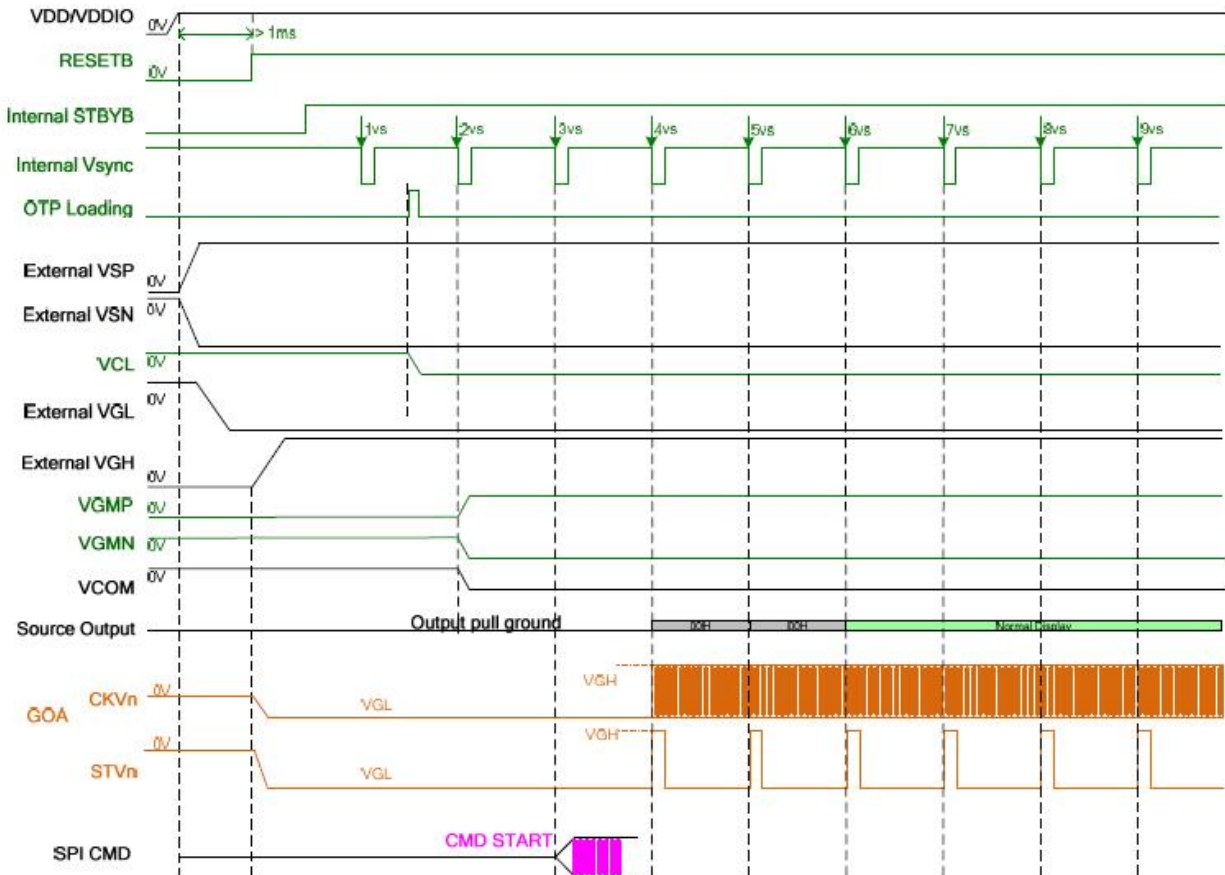 VDD/VDDIO
0V
> 1ms
RESETB
0V
Internal STBYB
1vs 2vs 3vs 4vs 5vs 6vs 7vs 8vs 9vs
Internal Vsync
OTP Loading
External VSP
0V
External VSN
0V
VCL
0V
External VGL
0V
External VGH
0V
VGMP
0V
VGMN
0V
VCOM
0V
Source Output
Output pull ground
00H
00H
Normal Display
GOA
CKVn
0V
VGL
VGH
STVn
0V
VGL
VGH
CMD START
SPI CMD